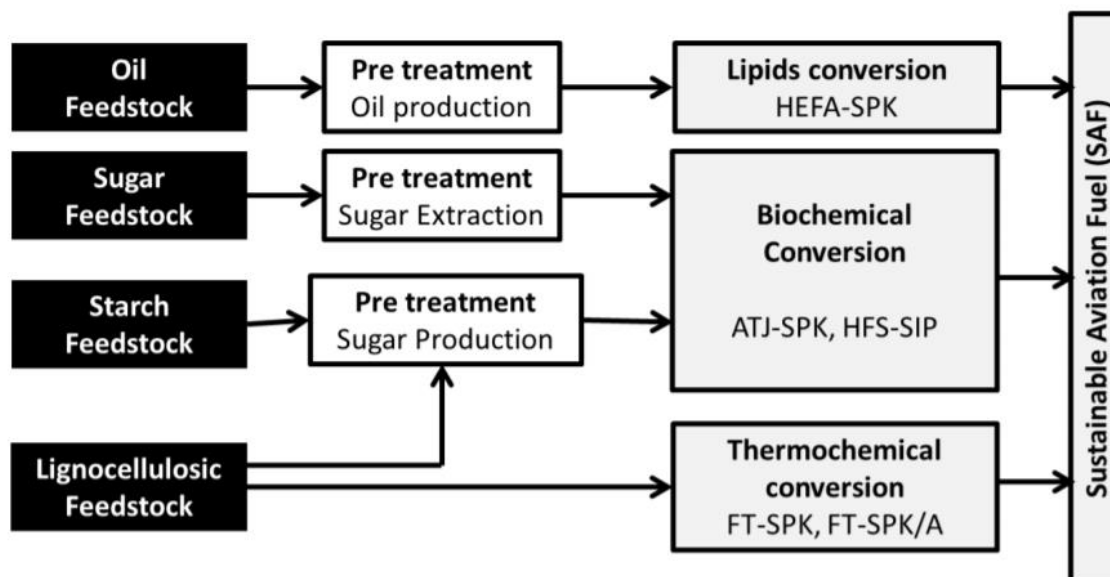 Oil
Feedstock
Pre treatment
Oil production
Lipids conversion
HEFA-SPK
Sugar
Feedstock
Pre treatment
Sugar Extraction
Biochemical
Conversion
ATJ-SPK, HFS-SIP
Starch
Feedstock
Pre treatment
Sugar Production
Lignocellulosic
Feedstock
Thermochemical
conversion
FT-SPK, FT-SPK/A
Sustainable Aviation Fuel (SAF)